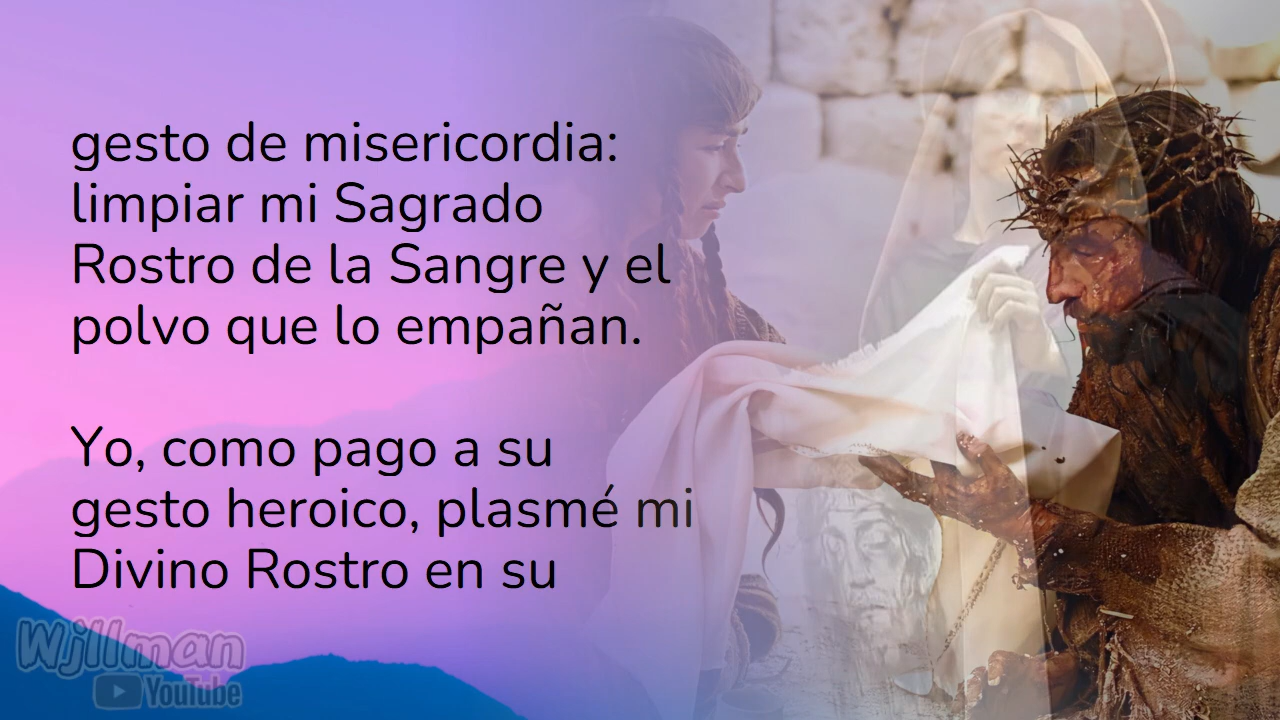 gesto de misericordia:
limpiar mi Sagrado
Rostro de la Sangre y el
polvo que lo empañan.
Yo, como pago a su
gesto heroico, plasmé mi
Divino Rostro en su
Wjllman
YouTube